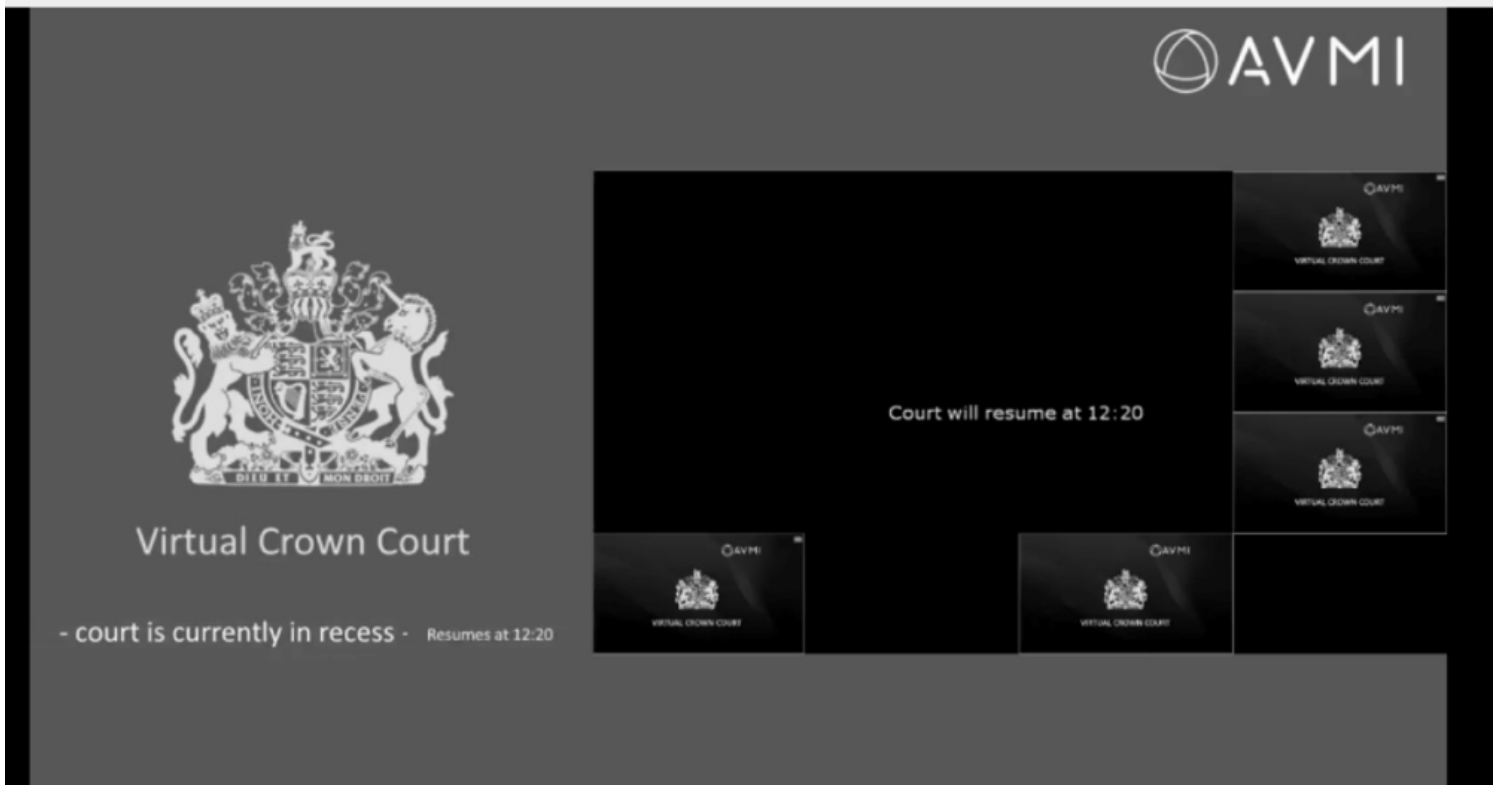 AVMI
DIEU ET MON DROIT
Virtual Crown Court
- court is currently in recess - Resumes at 12:20
Court will resume at 12:20
AVMI
VIRTUAL CROWN COURT
AVMI
VIRTUAL CROWN COURT
AVMI
VIRTUAL CROWN COURT
AVMI
VIRTUAL CROWN COURT
AVMI
VIRTUAL CROWN COURT